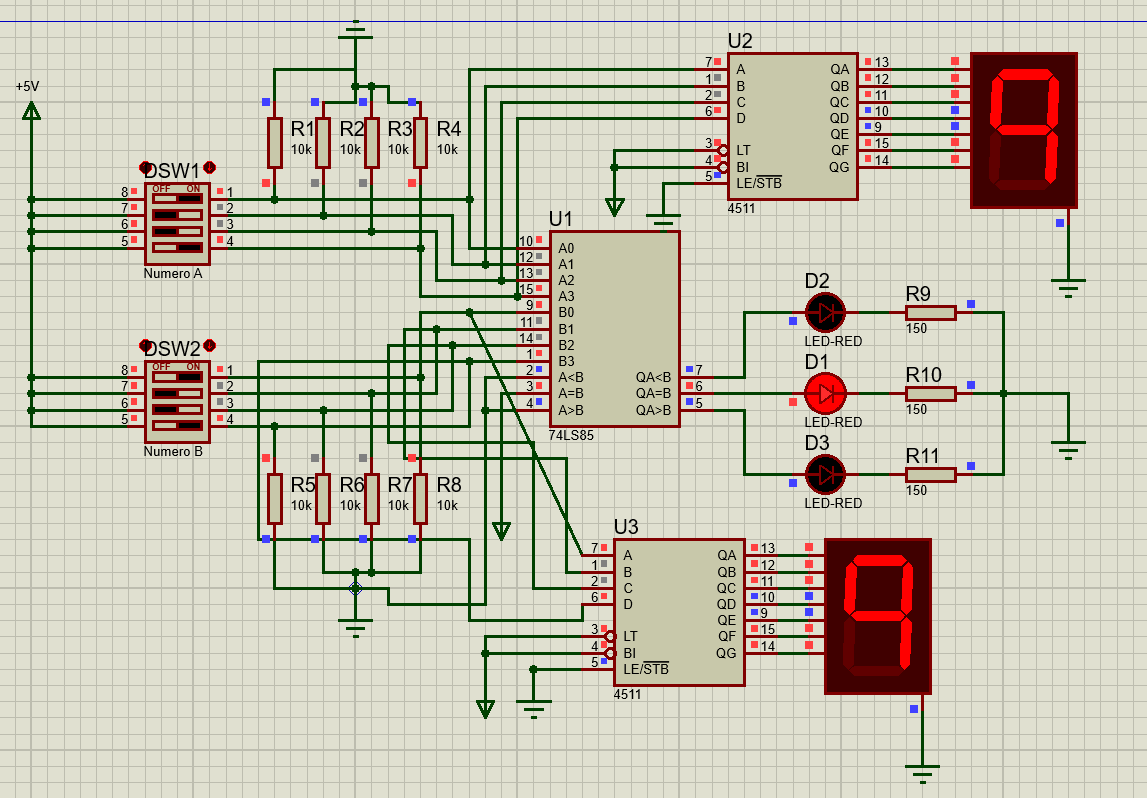 +5V
R1
10k
R2
10k
R3
10k
R4
10k
DSW1
OFF ON
8
7
6
5
1
2
3
4
Numero A
DSW2
OFF ON
8
7
6
5
1
2
3
4
Numero B
R5
10k
R6
10k
R7
10k
R8
10k
U1
10 A0
12 A1
13 A2
15 A3
9 B0
11 B1
14 B2
1 B3
2 A<B QA<B 7
3 A=B QA=B 6
4 A>B QA>B 5
74LS85
U2
7 A QA 13
1 B QB 12
2 C QC 11
6 D QD 10
QE 9
3 LT QF 15
4 BI QG 14
5 LE/STB
4511
D2
LED-RED
R9
150
D1
LED-RED
R10
150
D3
LED-RED
R11
150
U3
7 A QA 13
1 B QB 12
2 C QC 11
6 D QD 10
QE 9
3 LT QF 15
4 BI QG 14
5 LE/STB
4511
9
9